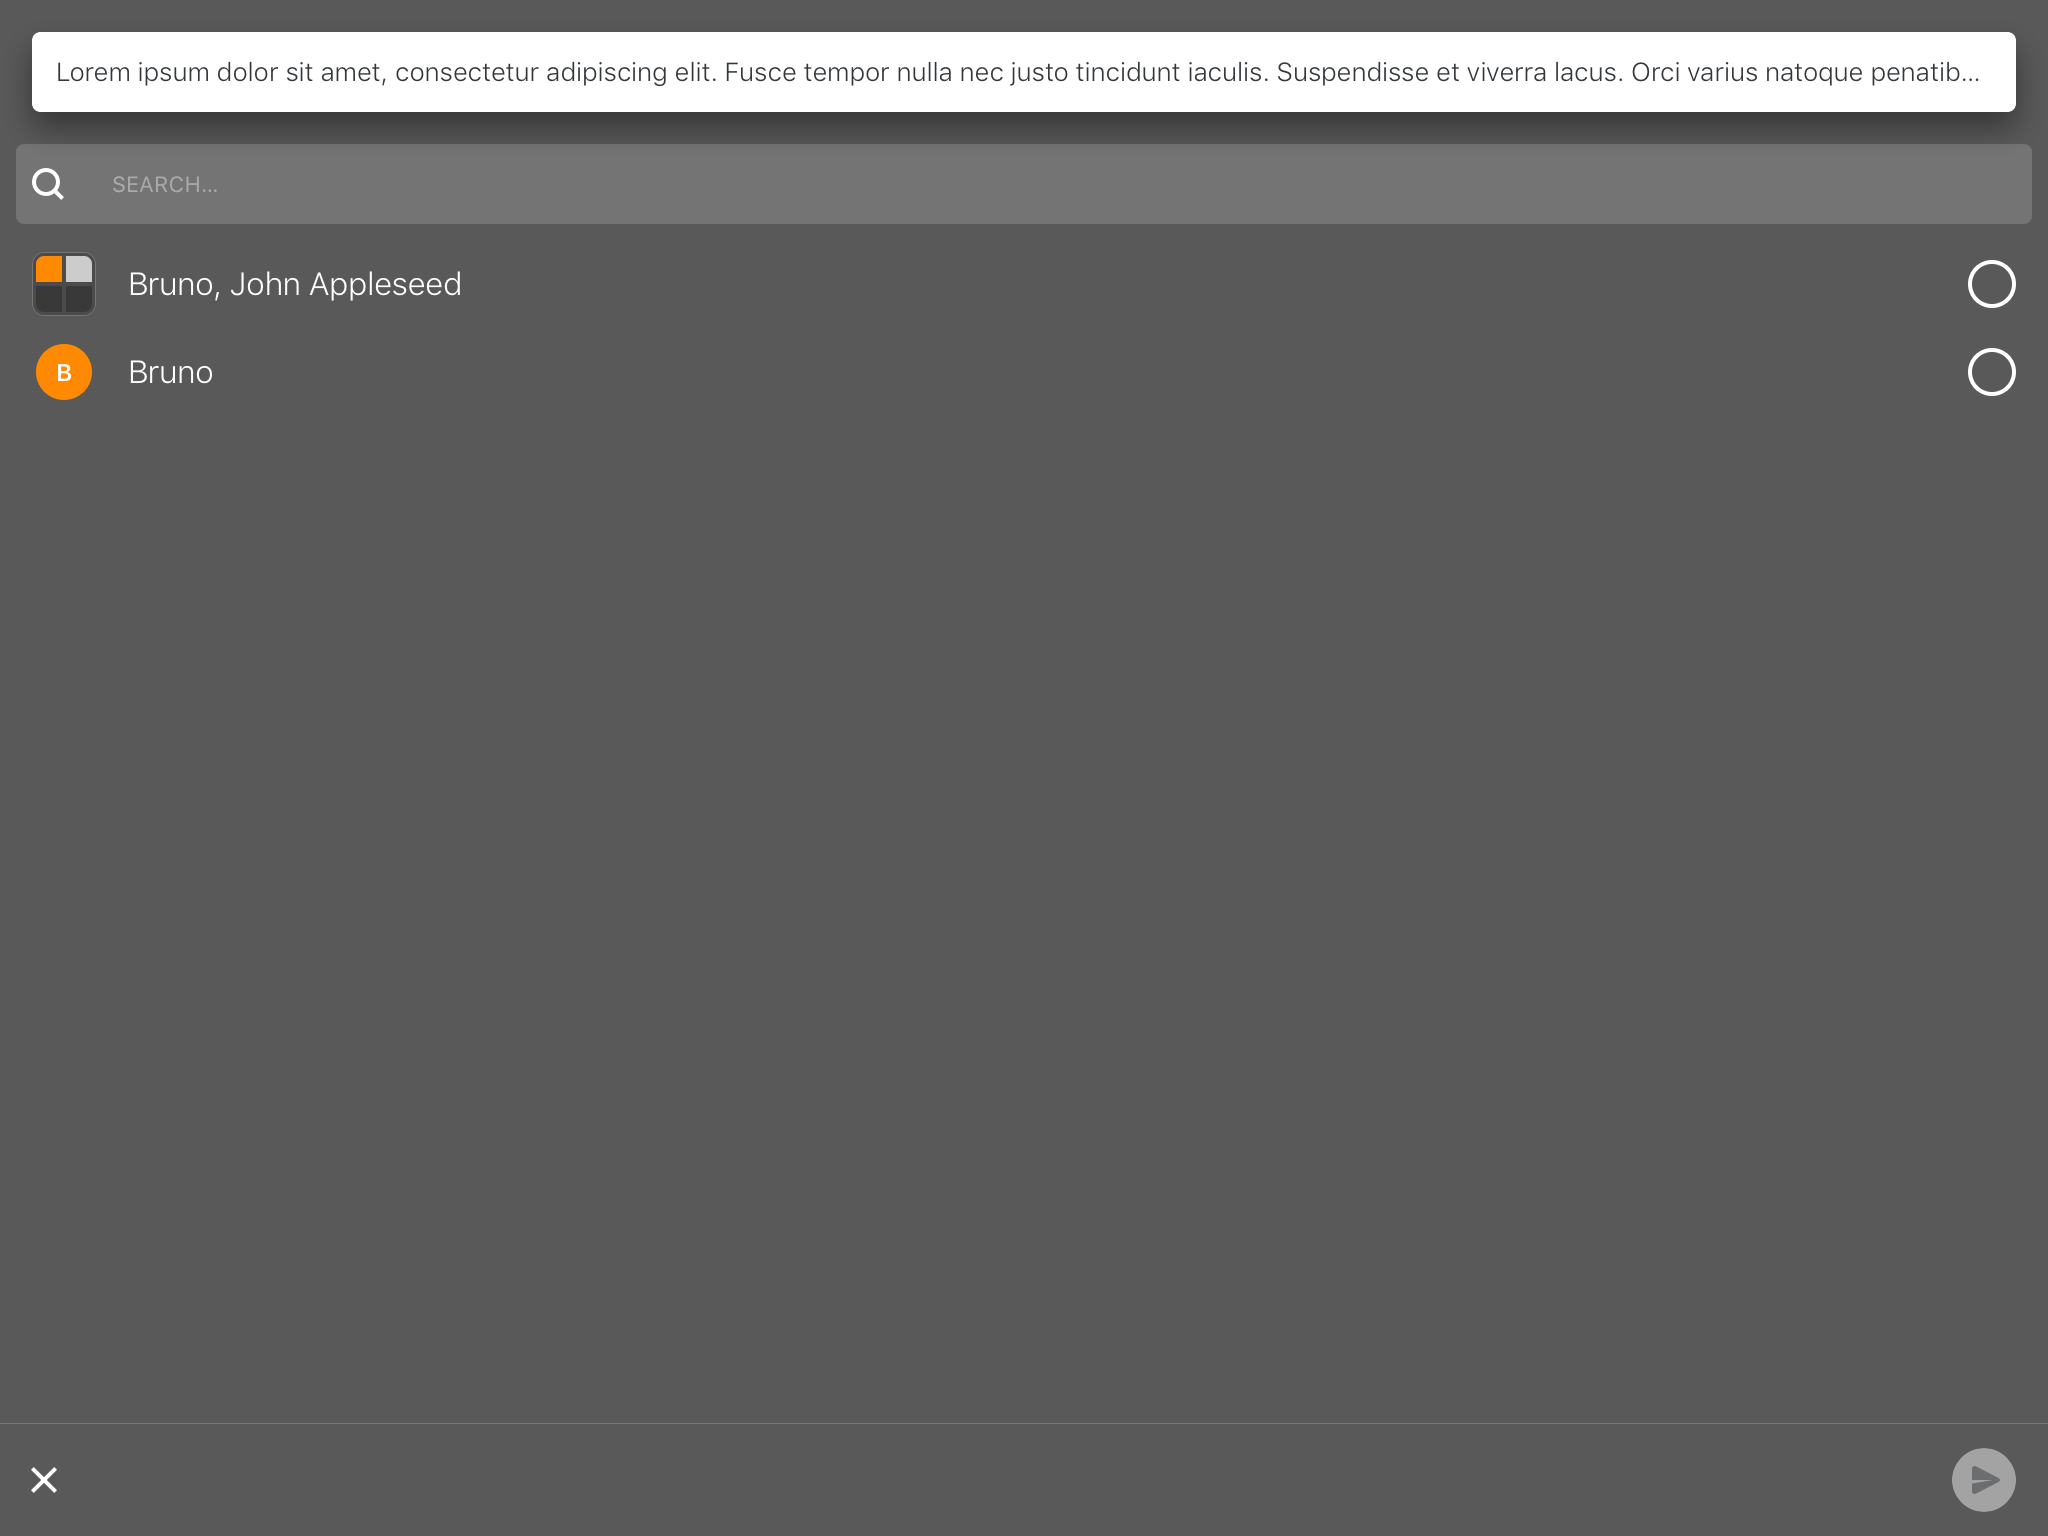 Lorem ipsum dolor sit amet, consectetur adipiscing elit. Fusce tempor nulla nec justo tincidunt iaculis. Suspendisse et viverra lacus. Orci varius natoque penatib…
SEARCH...
Bruno, John Appleseed
B
Bruno